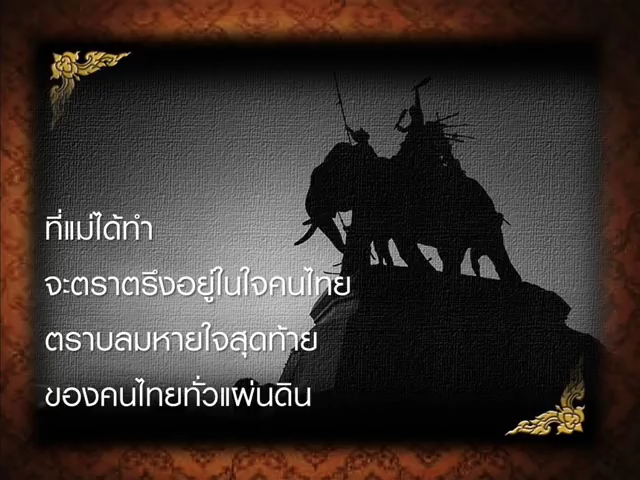 ที่แม่ได้ทำ
จะตราตรึงอยู่ในใจคนไทย
ตราบลมหายใจสุดท้าย
ของคนไทยทั่วแผ่นดิน